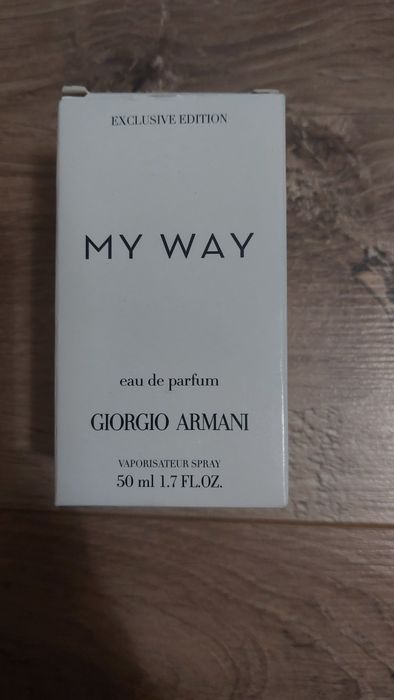 EXCLUSIVE EDITION
MY WAY
eau de parfum
GIORGIO ARMANI
VAPORISATEUR SPRAY
50 ml 1.7 FL.OZ.